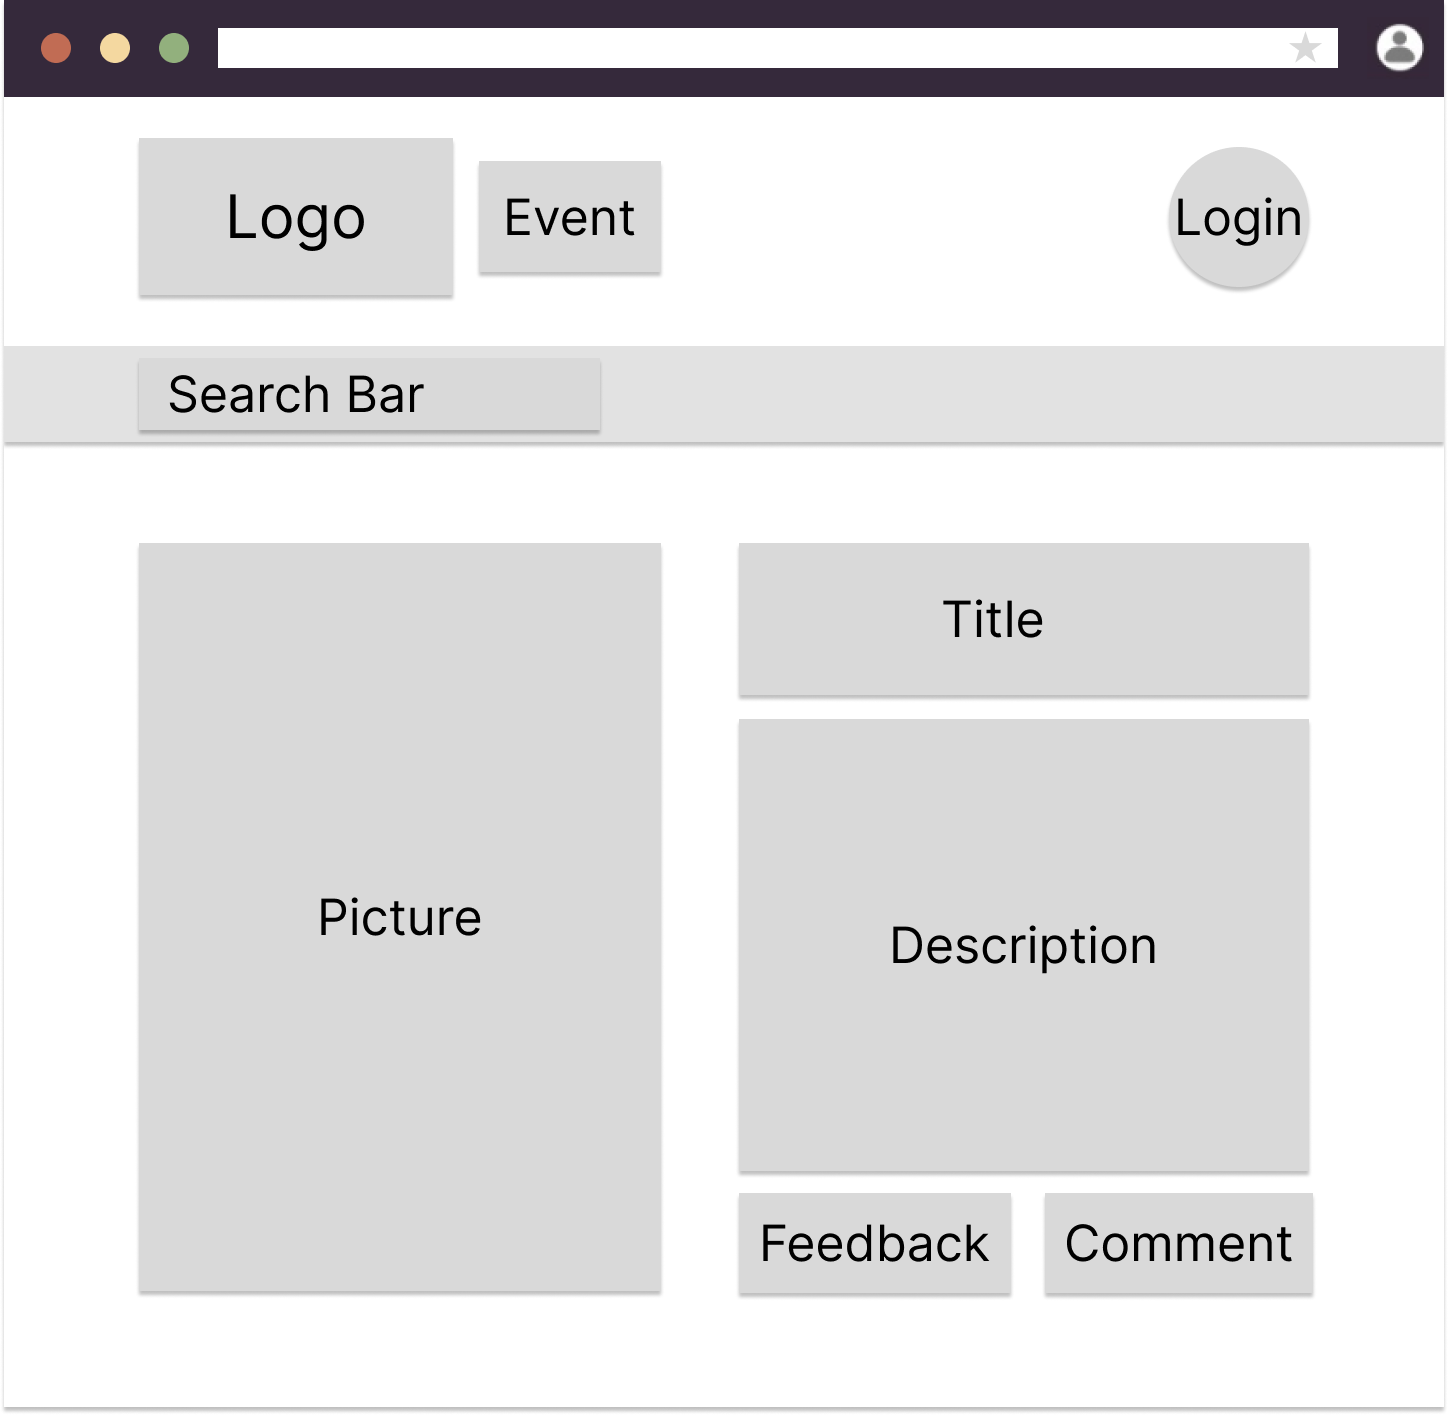 Logo
Event
Login
Search Bar
Picture
Title
Description
Feedback
Comment